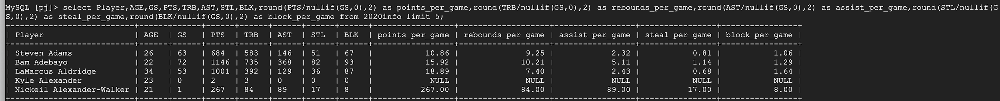 MySQL [pj]> select Player,AGE,GS,PTS,TRB,AST,STL,BLK,round(PTS/nullif(GS,0),2) as points_per_game,round(TRB/nullif(GS,0),2) as rebounds_per_game,round(AST/nullif(GS,0),2) as assist_per_game,round(STL/nullif(G
S,0),2) as steal_per_game,round(BLK/nullif(GS,0),2) as block_per_game from 2020info limit 5;
+--------------------------+------+------+------+------+------+------+------+-----------------+-------------------+-----------------+----------------+----------------+
| Player                   | AGE  | GS   | PTS  | TRB  | AST  | STL  | BLK  | points_per_game | rebounds_per_game | assist_per_game | steal_per_game | block_per_game |
+--------------------------+------+------+------+------+------+------+------+-----------------+-------------------+-----------------+----------------+----------------+
| Steven Adams             | 26   | 63   | 684  | 583  | 146  | 51   | 67   |           10.86 |              9.25 |            2.32 |           0.81 |           1.06 |
| Bam Adebayo              | 22   | 72   | 1146 | 735  | 368  | 82   | 93   |           15.92 |             10.21 |            5.11 |           1.14 |           1.29 |
| LaMarcus Aldridge        | 34   | 53   | 1001 | 392  | 129  | 36   | 87   |           18.89 |              7.40 |            2.43 |           0.68 |           1.64 |
| Kyle Alexander           | 23   | 0    | 2    | 3    | 0    | 0    | 0    |            NULL |              NULL |            NULL |           NULL |           NULL |
| Nickeil Alexander-Walker | 21   | 1    | 267  | 84   | 89   | 17   | 8    |          267.00 |             84.00 |           89.00 |          17.00 |           8.00 |
+--------------------------+------+------+------+------+------+------+------+-----------------+-------------------+-----------------+----------------+----------------+